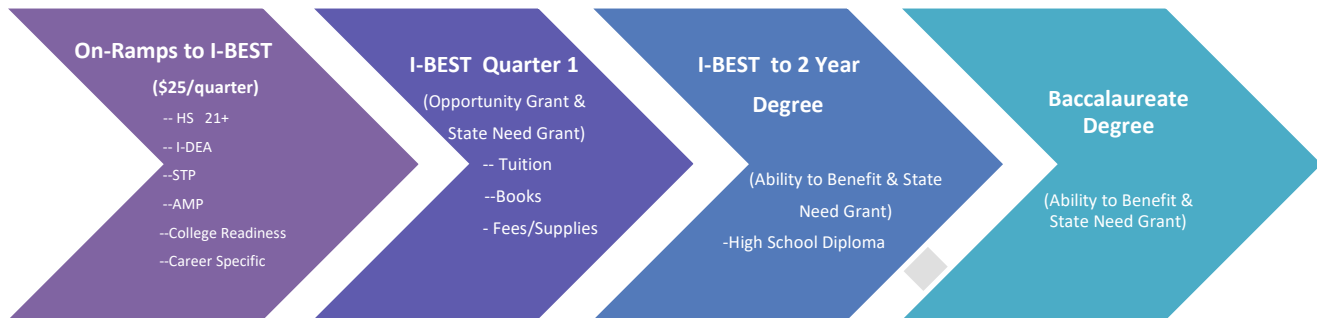 On-Ramps to I-BEST
($25/quarter)
-- HS 21+
-- I-DEA
--STP
--AMP
--College Readiness
--Career Specific
I-BEST Quarter 1
(Opportunity Grant &
State Need Grant)
-- Tuition
--Books
- Fees/Supplies
I-BEST to 2 Year
Degree
(Ability to Benefit & State
Need Grant)
-High School Diploma
Baccalaureate
Degree
(Ability to Benefit &
State Need Grant)